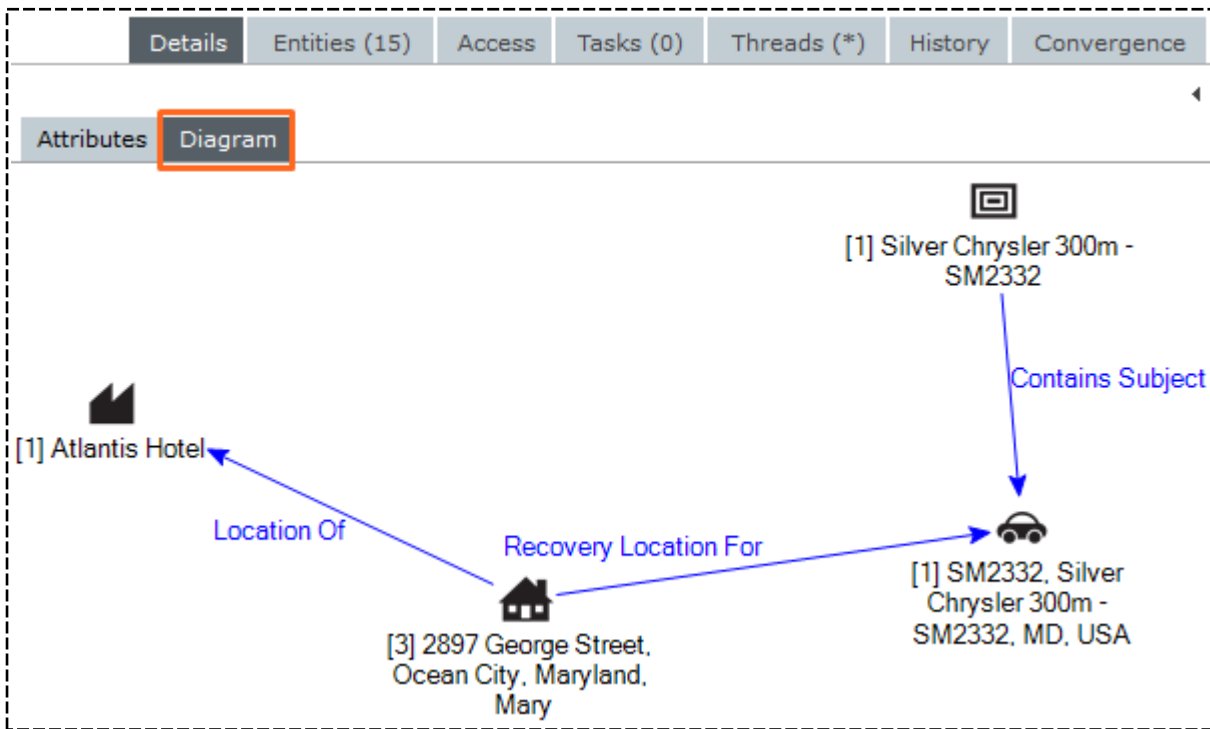 Details Entities (15) Access Tasks (0) Threads (*) History Convergence
Attributes Diagram
[1] Silver Chrysler 300m -
SM2332
Contains Subject
[1] Atlantis Hotel
Location Of
Recovery Location For
[1] SM2332, Silver
Chrysler 300m -
SM2332, MD, USA
[3] 2897 George Street,
Ocean City, Maryland,
Mary